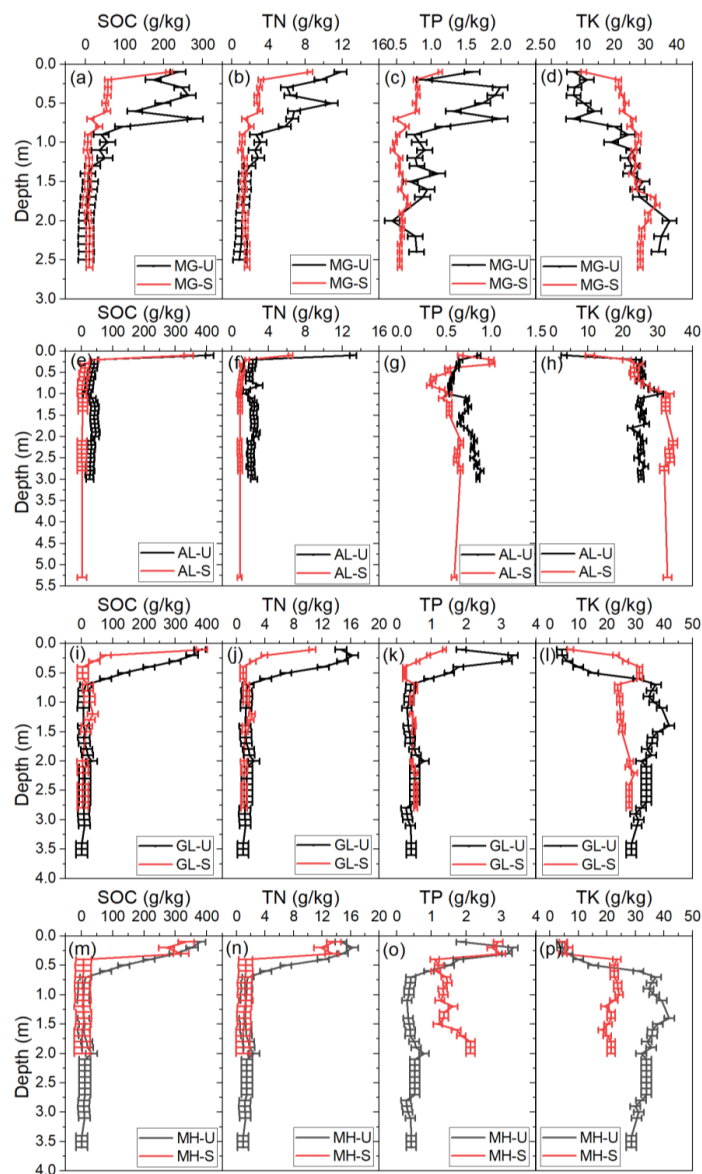 SOC (g/kg) TN (g/kg) TP (g/kg) TK (g/kg)
0 100 200 300 0 4 8 12 16 0.5 1.0 1.5 2.0 2.5 0 10 20 30 40
(a) (b) (c) (d)
Depth (m)
0.0
0.5
1.0
1.5
2.0
2.5
3.0
MG-U MG-U MG-U MG-U
MG-S MG-S MG-S MG-S
SOC (g/kg) TN (g/kg) TP (g/kg) TK (g/kg)
0 100 200 300 400 0 4 8 12 16 0.0 0.5 1.0 1.5 0 10 20 30 40
(e) (f) (g) (h)
Depth (m)
0.0
0.5
1.0
1.5
2.0
2.5
3.0
3.5
4.0
4.5
5.0
5.5
AL-U AL-U AL-U AL-U
AL-S AL-S AL-S AL-S
SOC (g/kg) TN (g/kg) TP (g/kg) TK (g/kg)
0 100 200 300 400 0 4 8 12 16 20 0 1 2 3 4 0 10 20 30 40 50
(i) (j) (k) (l)
Depth (m)
0.0
0.5
1.0
1.5
2.0
2.5
3.0
3.5
4.0
GL-U GL-U GL-U GL-U
GL-S GL-S GL-S GL-S
SOC (g/kg) TN (g/kg) TP (g/kg) TK (g/kg)
0 100 200 300 400 0 4 8 12 16 20 0 1 2 3 4 0 10 20 30 40 50
(m) (n) (o) (p)
Depth (m)
0.0
0.5
1.0
1.5
2.0
2.5
3.0
3.5
4.0
MH-U MH-U MH-U MH-U
MH-S MH-S MH-S MH-S